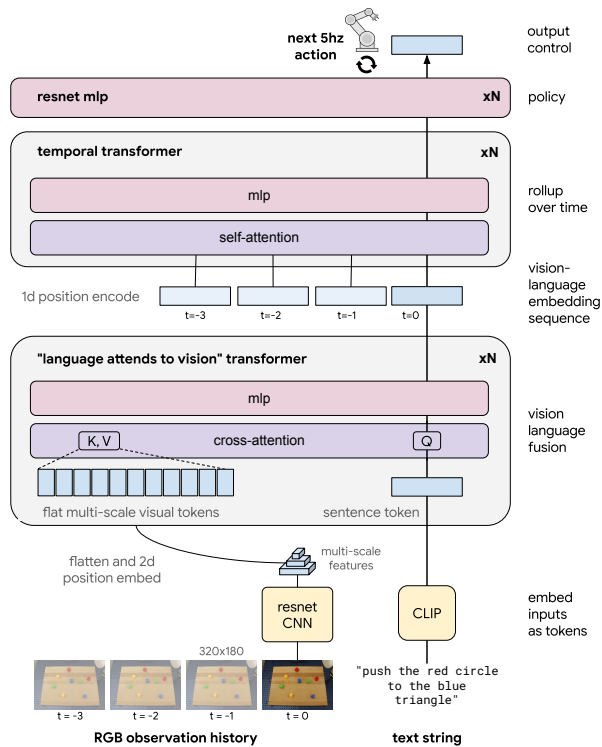 next 5hz
action
output
control
resnet mlp
xN
policy
temporal transformer
xN
mlp
self-attention
rollup
over time
1d position encode
t=-3
t=-2
t=-1
t=0
vision-
language
embedding
sequence
"language attends to vision" transformer
xN
mlp
K, V
cross-attention
Q
vision
language
fusion
flat multi-scale visual tokens
sentence token
flatten and 2d
position embed
multi-scale
features
resnet
CNN
CLIP
embed
inputs
as tokens
320x180
"push the red circle
to the blue
triangle"
t = -3
t = -2
t = -1
t = 0
RGB observation history
text string